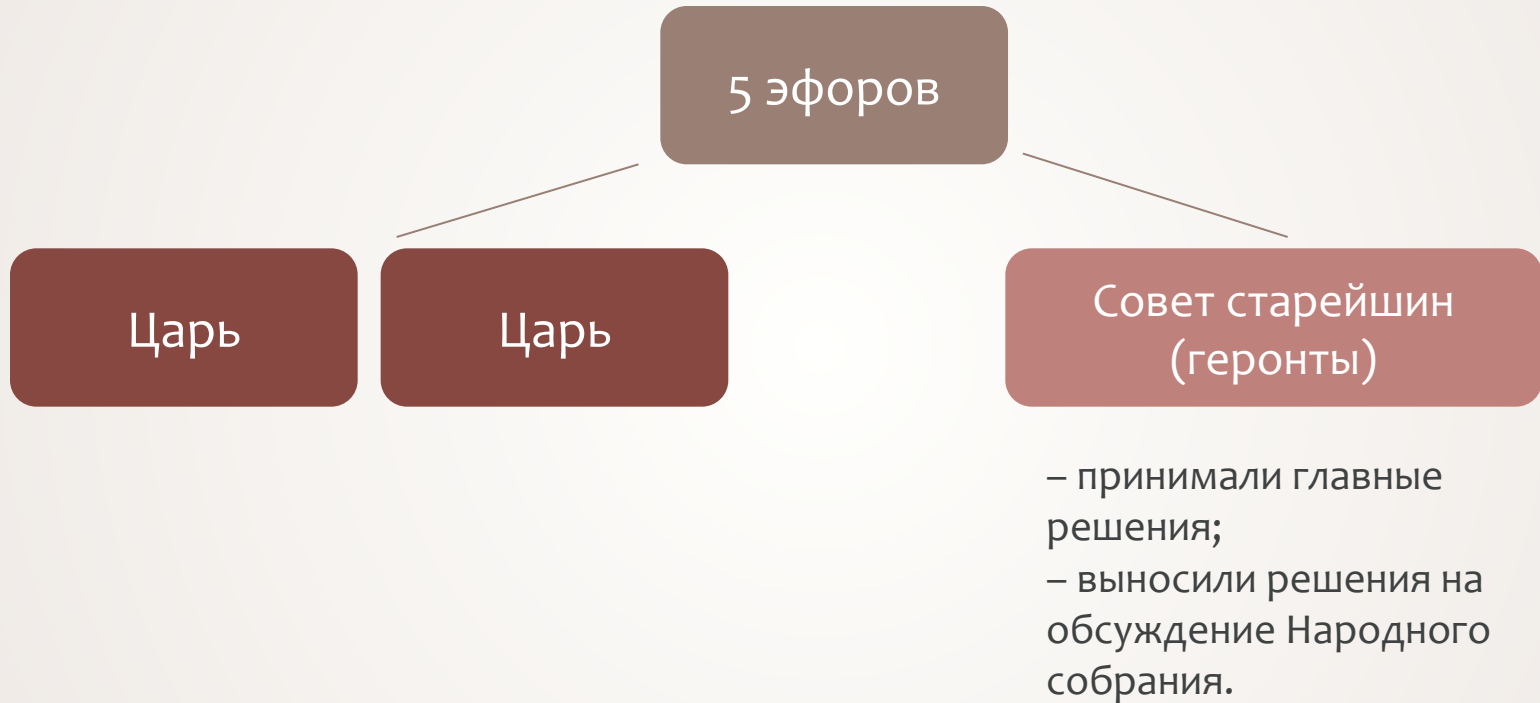 5 эфоров
Царь
Царь
Совет старейшин
(геронты)
– принимали главные
решения;
– выносили решения на
обсуждение Народного
собрания.